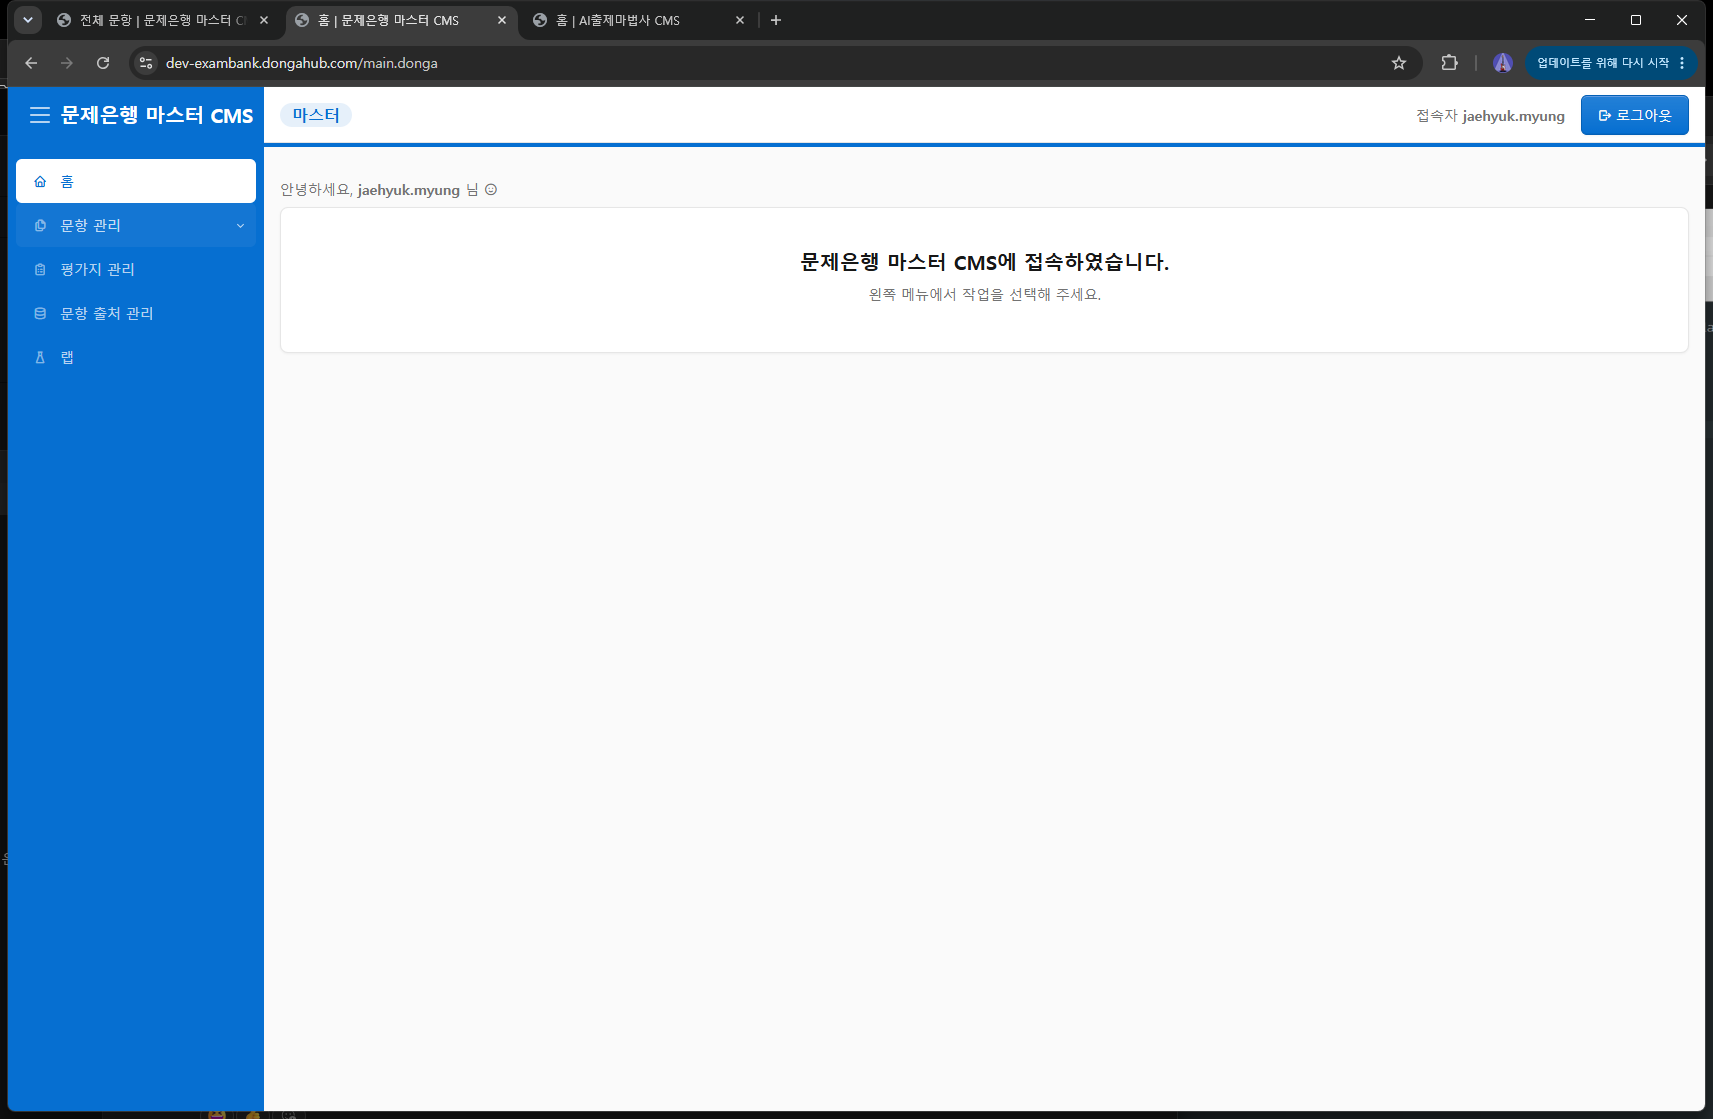 전체 문항 | 문제은행 마스터
홈 | 문제은행 마스터 CMS
홈 | AI출제마법사 CMS
dev-exambank.dongahub.com/main.donga
업데이트를 위해 다시 시작
문제은행 마스터 CMS
마스터
접속자 jaehyuk.myung
로그아웃
홈
문항 관리
평가지 관리
문항 출처 관리
랩
안녕하세요, jaehyuk.myung 님
문제은행 마스터 CMS에 접속하였습니다.
왼쪽 메뉴에서 작업을 선택해 주세요.